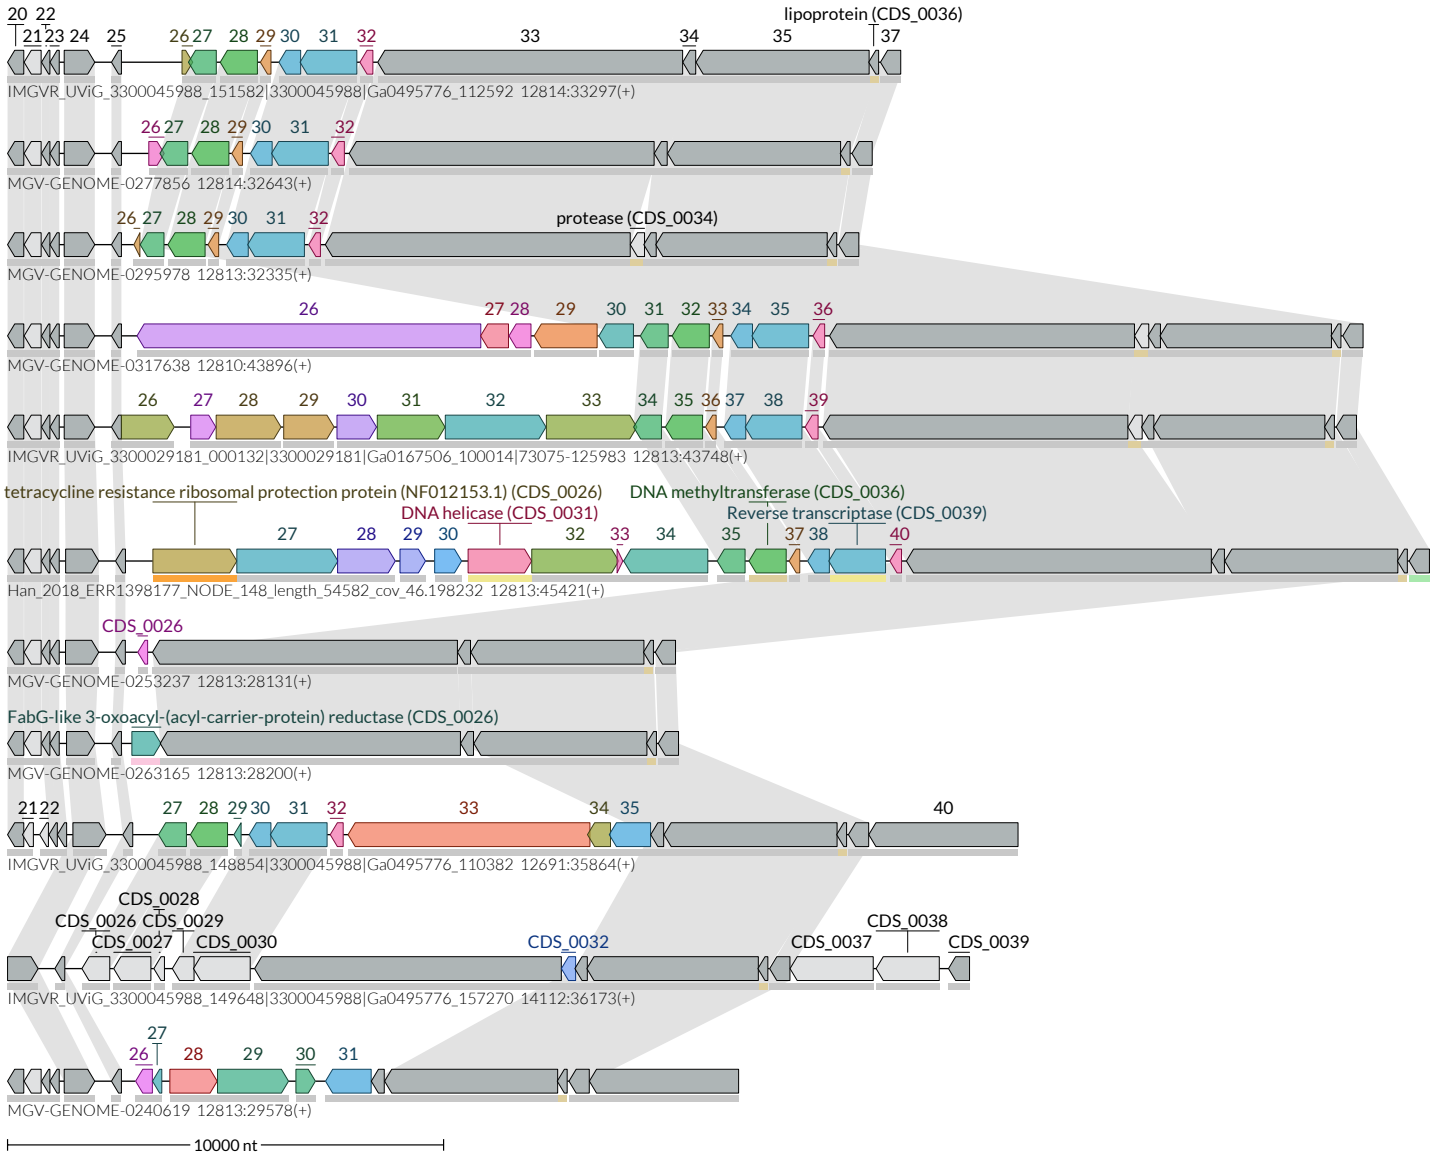 20 22 lipoprotein (CDS_0036)
21 23 24 25 26 27 28 29 30 31 32 33 34 35 37
IMGVR_UViG_3300045988_151582|3300045988|Ga0495776_112592 12814:33297(+)
26 27 28 29 30 31 32
MGV-GENOME-0277856 12814:32643(+)
26 27 28 29 30 31 32 protease (CDS_0034)
MGV-GENOME-0295978 12813:32335(+)
26 27 28 29 30 31 32 33 34 35 36
MGV-GENOME-0317638 12810:43896(+)
26 27 28 29 30 31 32 33 34 35 36 37 38 39
IMGVR_UViG_3300029181_000132|3300029181|Ga0167506_100014|73075-125983 12813:43748(+)
tetracycline resistance ribosomal protection protein (NF012153.1) (CDS_0026) DNA methyltransferase (CDS_0036)
DNA helicase (CDS_0031) Reverse transcriptase (CDS_0039)
27 28 29 30 32 33 34 35 37 38 40
Han_2018_ERR1398177_NODE_148_length_54582_cov_46.198232 12813:45421(+)
CDS_0026
MGV-GENOME-0253237 12813:28131(+)
FabG-like 3-oxoacyl-(acyl-carrier-protein) reductase (CDS_0026)
MGV-GENOME-0263165 12813:28200(+)
21 22 27 28 29 30 31 32 33 34 35 40
IMGVR_UViG_3300045988_148854|3300045988|Ga0495776_110382 12691:35864(+)
CDS_0028
CDS_0026 CDS_0029 CDS_0038
CDS_0027 CDS_0030 CDS_0032 CDS_0037 CDS_0039
IMGVR_UViG_3300045988_149648|3300045988|Ga0495776_157270 14112:36173(+)
27
26 28 29 30 31
MGV-GENOME-0240619 12813:29578(+)
10000 nt